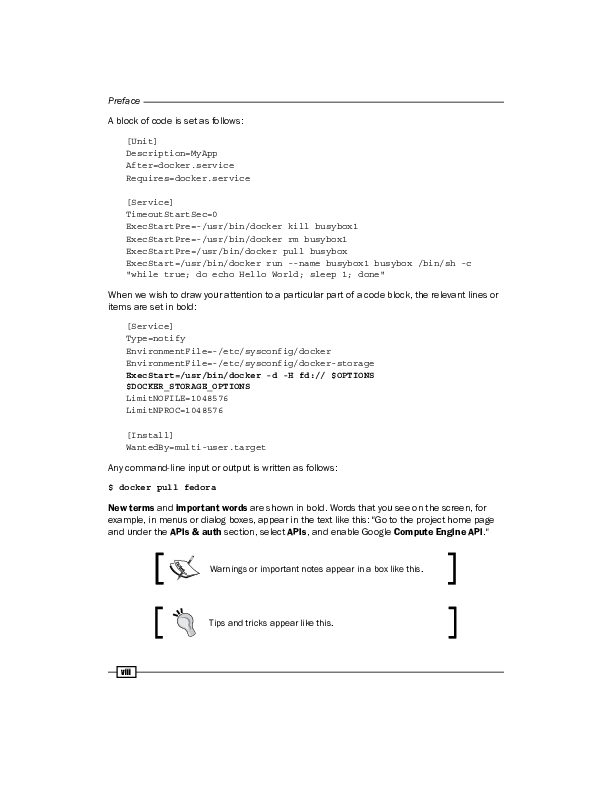 Preface
A block of code is set as follows:
[Unit]
Description=MyApp
After=docker.service
Requires=docker.service
[Service]
TimeoutStartSec=0
ExecStartPre=-/usr/bin/docker kill busybox1
ExecStartPre=-/usr/bin/docker rm busybox1
ExecStartPre=/usr/bin/docker pull busybox
ExecStart=/usr/bin/docker run --name busybox1 busybox /bin/sh -c
"while true; do echo Hello World; sleep 1; done"
When we wish to draw your attention to a particular part of a code block, the relevant lines or
items are set in bold:
[Service]
Type=notify
EnvironmentFile=-/etc/sysconfig/docker
EnvironmentFile=-/etc/sysconfig/docker-storage
ExecStart=/usr/bin/docker -d -H fd:// $OPTIONS
$DOCKER_STORAGE_OPTIONS
LimitNOFILE=1048576
LimitNPROC=1048576
[Install]
WantedBy=multi-user.target
Any command-line input or output is written as follows:
$ docker pull fedora
New terms and important words are shown in bold. Words that you see on the screen, for
example, in menus or dialog boxes, appear in the text like this: "Go to the project home page
and under the APIs & auth section, select APIs, and enable Google Compute Engine API."
Warnings or important notes appear in a box like this.
Tips and tricks appear like this.
viii